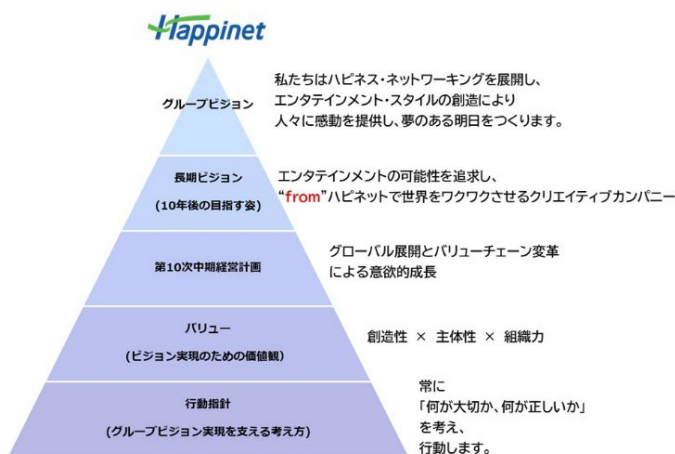 Happinet
グループビジョン
私たちはハピネス・ネットワーキングを展開し、
エンタテインメント・スタイルの創造により
人々に感動を提供し、夢のある明日をつくります。
長期ビジョン
(10年後の目指す姿)
エンタテインメントの可能性を追求し、
“from”ハピネットで世界をワクワクさせるクリエイティブカンパニー
第10次中期経営計画
グローバル展開とバリューチェーン変革
による意欲的成長
バリュー
(ビジョン実現のための価値観)
創造性 × 主体性 × 組織力
行動指針
(グループビジョン実現を支える考え方)
常に
「何が大切か、何が正しいか」
を考え、
行動します。